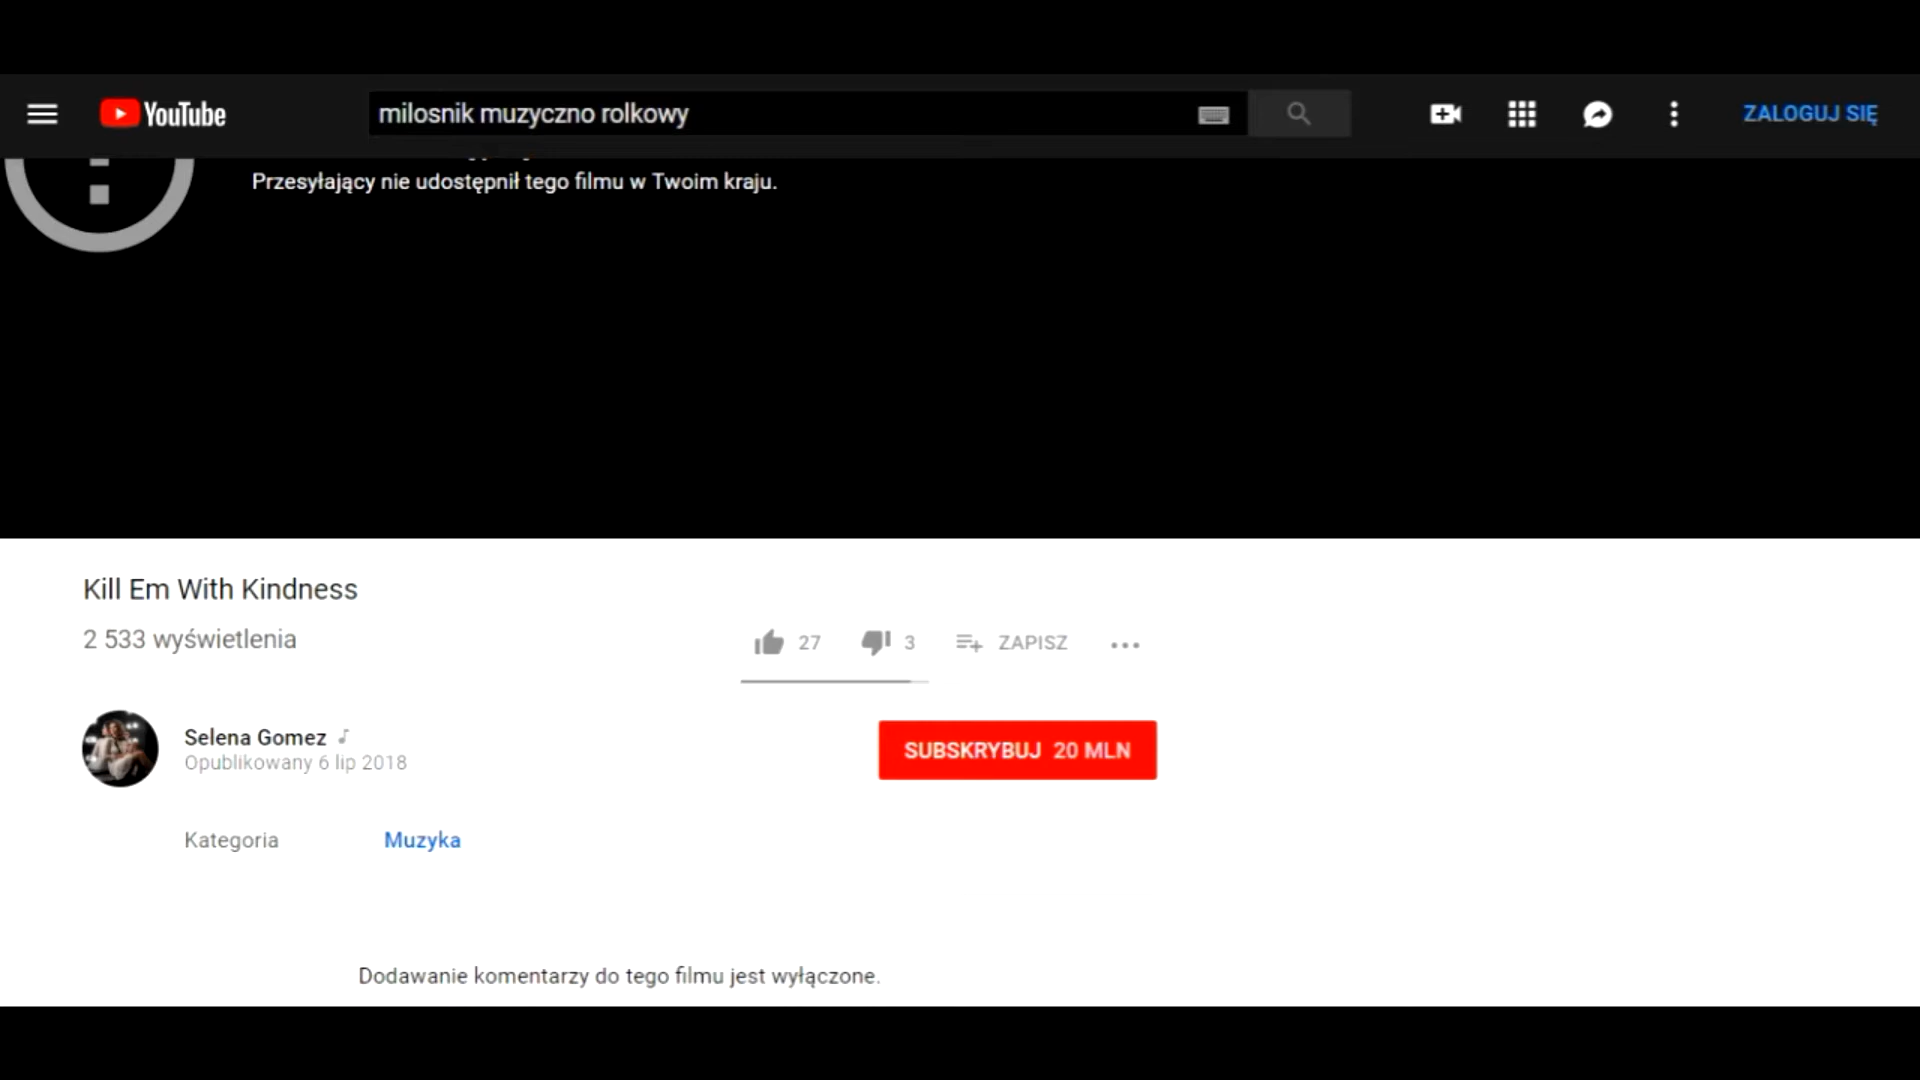 YouTube
milosnik muzyczno rolkowy
ZALOGUJ SIĘ
Przesyłający nie udostępnił tego filmu w Twoim kraju.
Kill Em With Kindness
2 533 wyświetlenia
27
3
ZAPISZ
Selena Gomez
Opublikowany 6 lip 2018
SUBSKRYBUJ 20 MLN
Kategoria
Muzyka
Dodawanie komentarzy do tego filmu jest wyłączone.